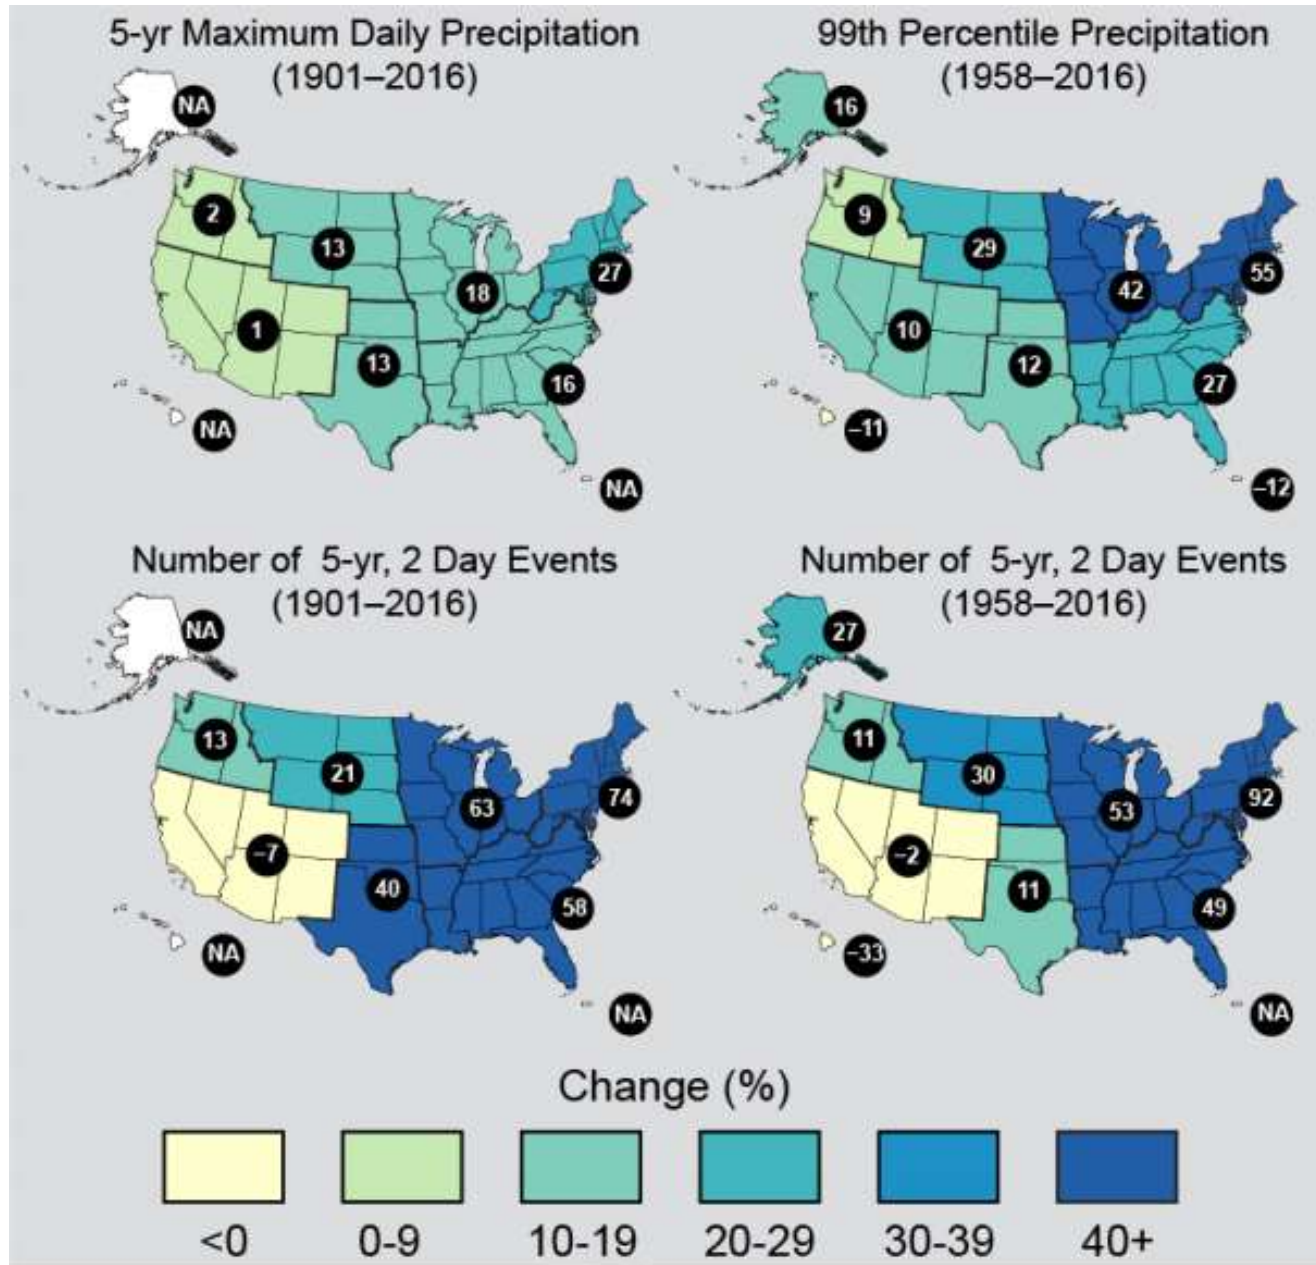 5-yr Maximum Daily Precipitation
(1901–2016)
NA
2
13
18
27
1
13
16
NA
NA
99th Percentile Precipitation
(1958–2016)
16
9
29
42
55
10
12
27
–11
–12
Number of 5-yr, 2 Day Events
(1901–2016)
NA
13
21
63
74
–7
40
58
NA
NA
Number of 5-yr, 2 Day Events
(1958–2016)
27
11
30
53
92
–2
11
49
–33
NA
Change (%)
<0 0-9 10-19 20-29 30-39 40+